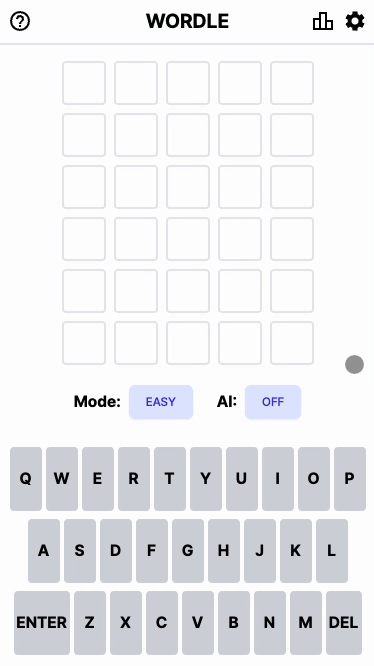 WORDLE
Mode: EASY AI: OFF
Q W E R T Y U I O P
A S D F G H J K L
ENTER Z X C V B N M DEL